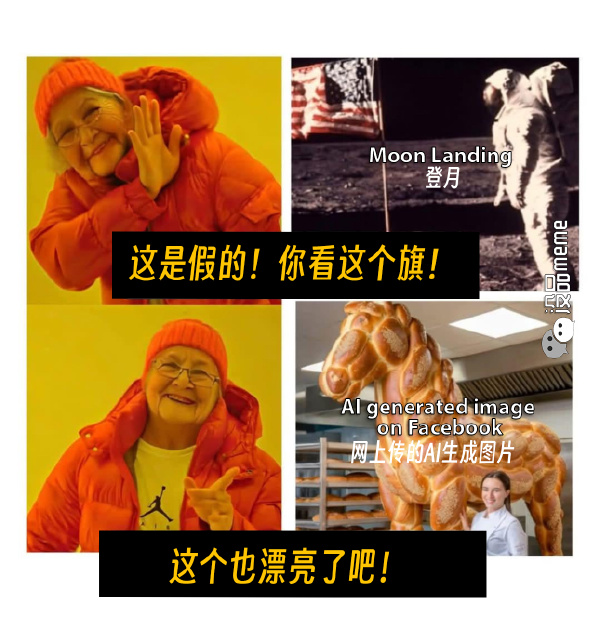 Moon Landing
登月
这是假的！你看这个旗！
没品meme
AI generated image
on Facebook
网上传的AI生成图片
这个也漂亮了吧！